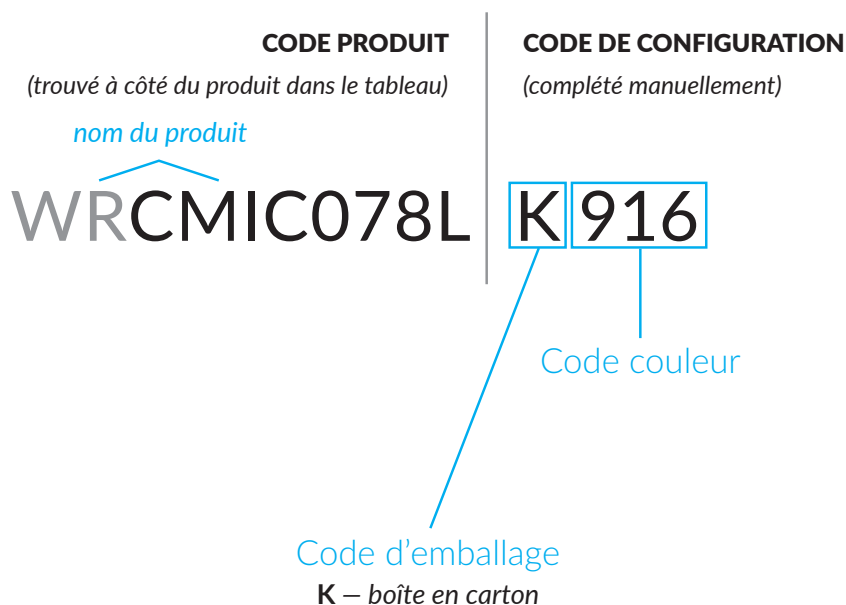 CODE PRODUIT
(trouvé à côté du produit dans le tableau)
nom du produit
WRCMIC078L
CODE DE CONFIGURATION
(complété manuellement)
K 916
Code couleur
Code d’emballage
K – boîte en carton